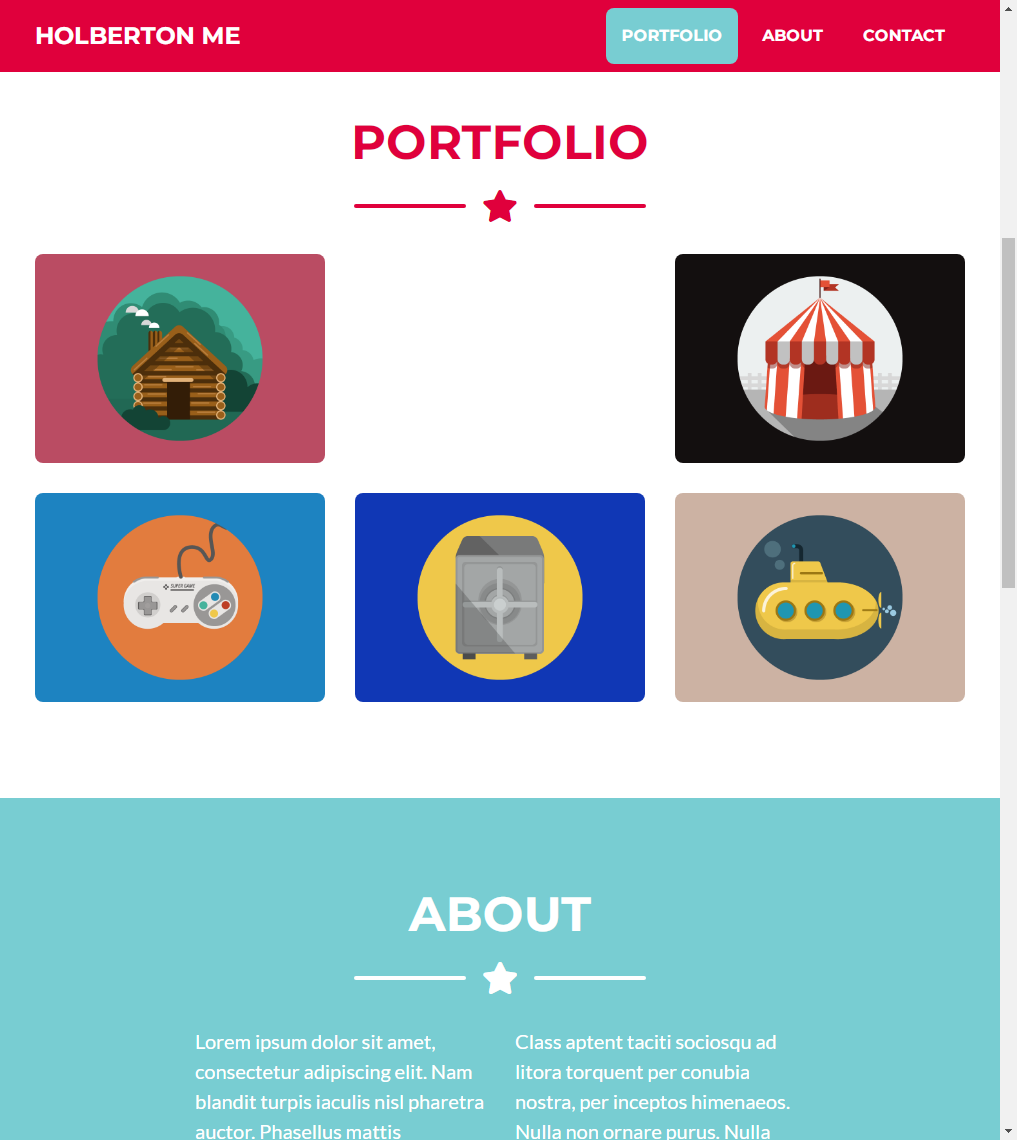 HOLBERTON ME
PORTFOLIO ABOUT CONTACT
PORTFOLIO
SUPER GAME
ABOUT
Lorem ipsum dolor sit amet,
consectetur adipiscing elit. Nam
blandit turpis iaculis nisl pharetra
auctor. Phasellus mattis
Class aptent taciti sociosqu ad
litora torquent per conubia
nostra, per inceptos himenaeos.
Nulla non ornare purus. Nulla